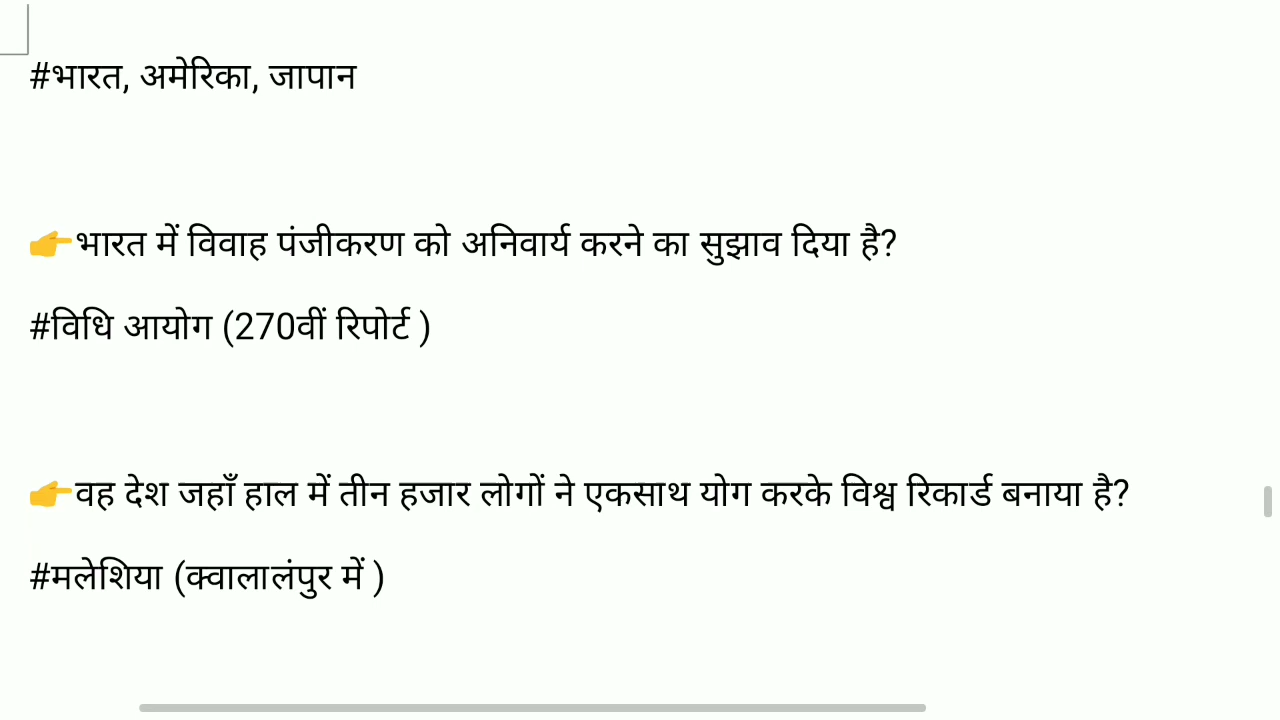 #भारत, अमेरिका, जापान
👉भारत में विवाह पंजीकरण को अनिवार्य करने का सुझाव दिया है?
#विधि आयोग (270वीं रिपोर्ट )
👉वह देश जहाँ हाल में तीन हजार लोगों ने एकसाथ योग करके विश्व रिकार्ड बनाया है?
#मलेशिया (क्वालालंपुर में )